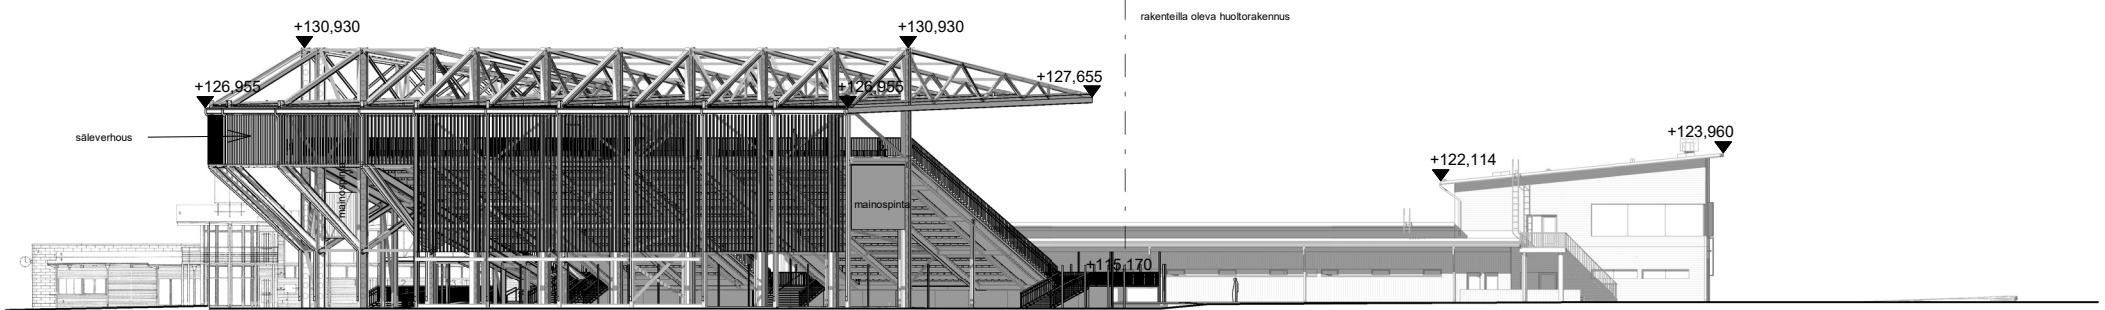 rakenteilla oleva huoltorakennus
+130,930
+130,930
+127,655
+126,955
+126,955
säleverhous
+123,960
+122,114
mainospinta
mainospinta
+115,170